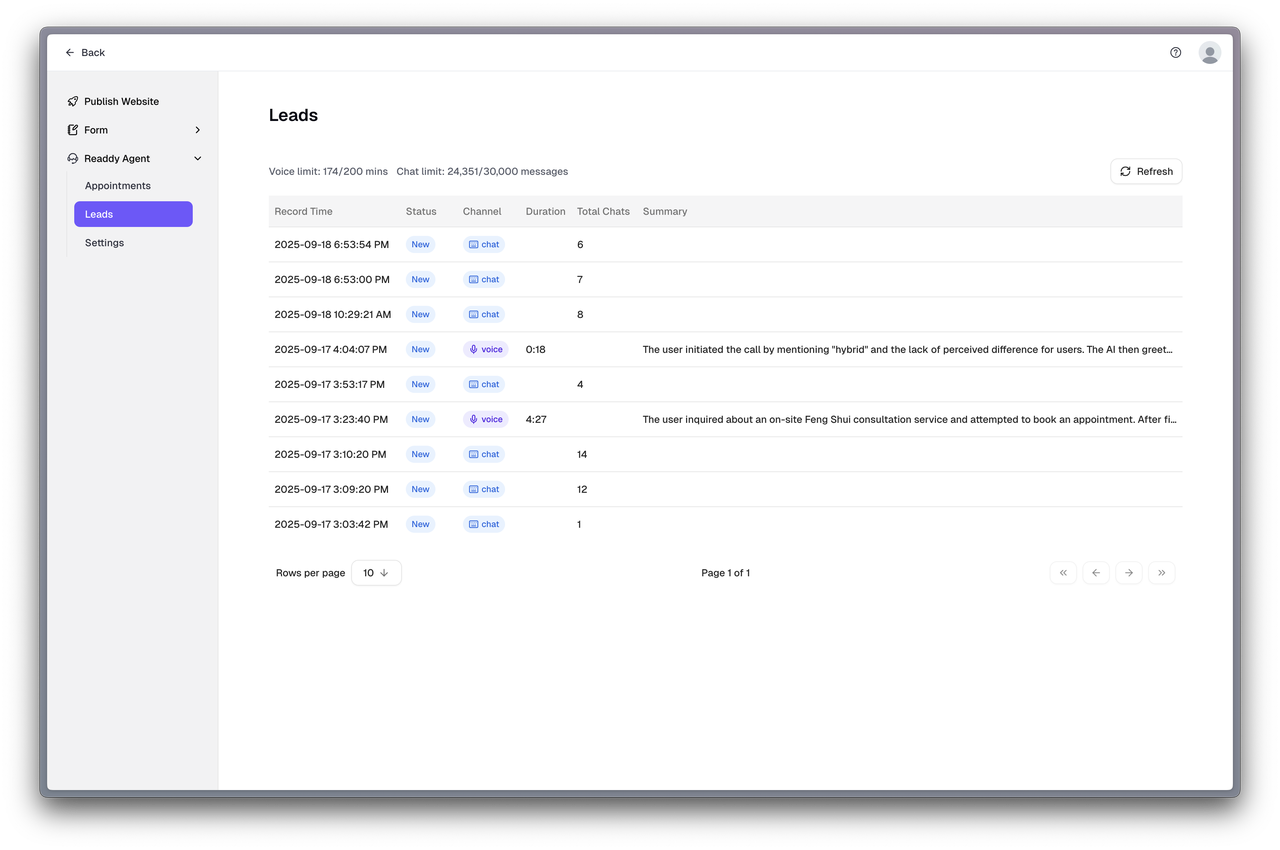 Back
Publish Website
Form
Readdy Agent
Appointments
Leads
Settings
Leads
Voice limit: 174/200 mins Chat limit: 24,351/30,000 messages
Refresh
Record Time Status Channel Duration Total Chats Summary
2025-09-18 6:53:54 PM New chat 6
2025-09-18 6:53:00 PM New chat 7
2025-09-18 10:29:21 AM New chat 8
2025-09-17 4:04:07 PM New voice 0:18 The user initiated the call by mentioning "hybrid" and the lack of perceived difference for users. The AI then greet...
2025-09-17 3:53:17 PM New chat 4
2025-09-17 3:23:40 PM New voice 4:27 The user inquired about an on-site Feng Shui consultation service and attempted to book an appointment. After fi...
2025-09-17 3:10:20 PM New chat 14
2025-09-17 3:09:20 PM New chat 12
2025-09-17 3:03:42 PM New chat 1
Rows per page 10 Page 1 of 1